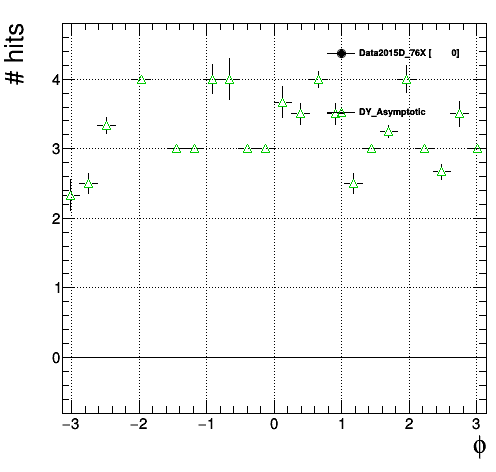 # hits
Data2015D_76X [ 0]
DY_Asymptotic
4
3
2
1
0
−3 −2 −1 0 1 2 3
ϕ